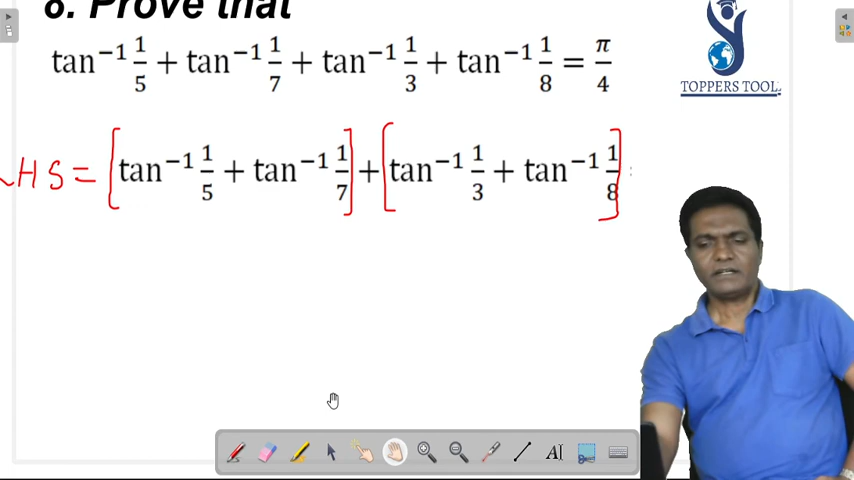 8. Prove that
tan⁻¹ 1/5 + tan⁻¹ 1/7 + tan⁻¹ 1/3 + tan⁻¹ 1/8 = π/4
TOPPERS TOOL
LHS = [tan⁻¹ 1/5 + tan⁻¹ 1/7] + [tan⁻¹ 1/3 + tan⁻¹ 1/8]
A